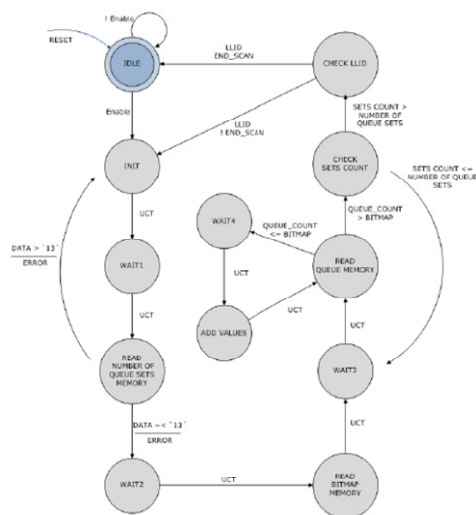 ! Enable
RESET
IDLE
LLID
END_SCAN
CHECK LLID
Enable
LLID
! END_SCAN
SETS COUNT >
NUMBER OF
QUEUE SETS
INIT
CHECK
SETS COUNT
SETS COUNT <=
NUMBER OF QUEUE
SETS
UCT
WAIT4
QUEUE_COUNT
<= BITMAP
QUEUE_COUNT
> BITMAP
DATA > `13'
ERROR
WAIT1
READ
QUEUE MEMORY
UCT
UCT
ADD VALUES
UCT
UCT
READ
NUMBER OF
QUEUE SETS
MEMORY
WAIT3
DATA =< `13'
ERROR
UCT
WAIT2
UCT
READ
BITMAP
MEMORY